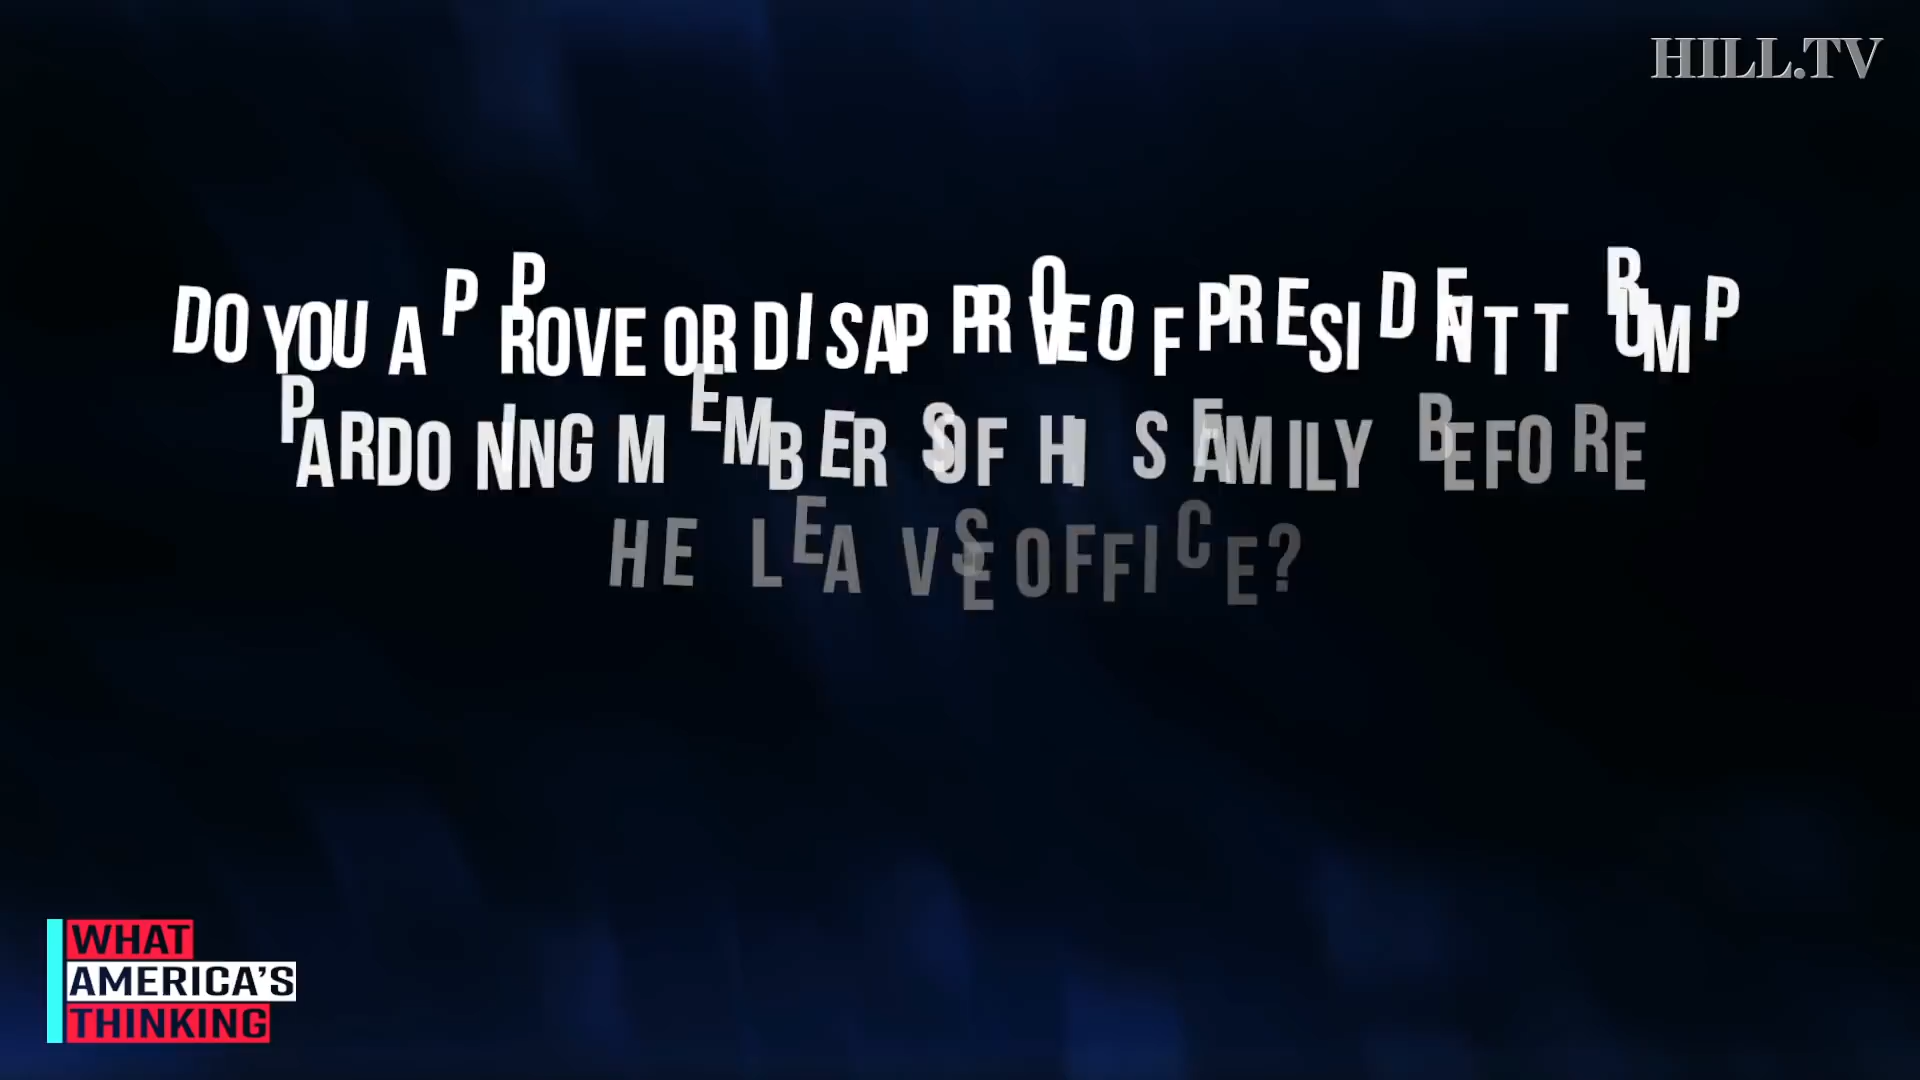 HILL.TV
DO YOU APPROVE OR DISAPPROVE OF PRESIDENT TRUMP
PARDONING MEMBERS OF HIS FAMILY BEFORE
HE LEAVES OFFICE?
WHAT
AMERICA'S
THINKING